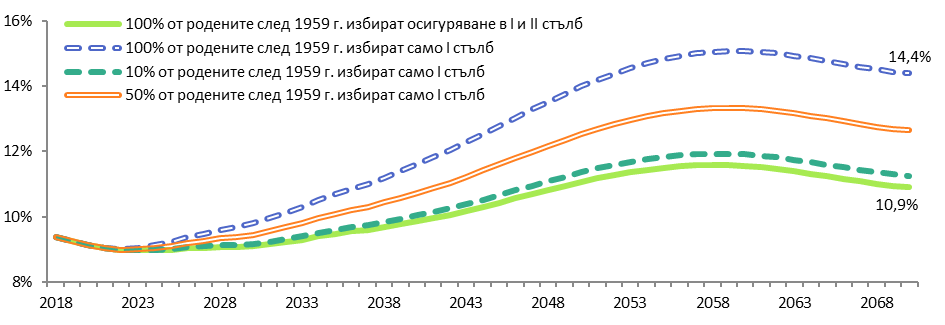 16%
100% от родените след 1959 г. избират осигуряване в I и II стълб
100% от родените след 1959 г. избират само I стълб
14,4%
10% от родените след 1959 г. избират само I стълб
14%
50% от родените след 1959 г. избират само I стълб
12%
10,9%
10%
8%
2018 2023 2028 2033 2038 2043 2048 2053 2058 2063 2068